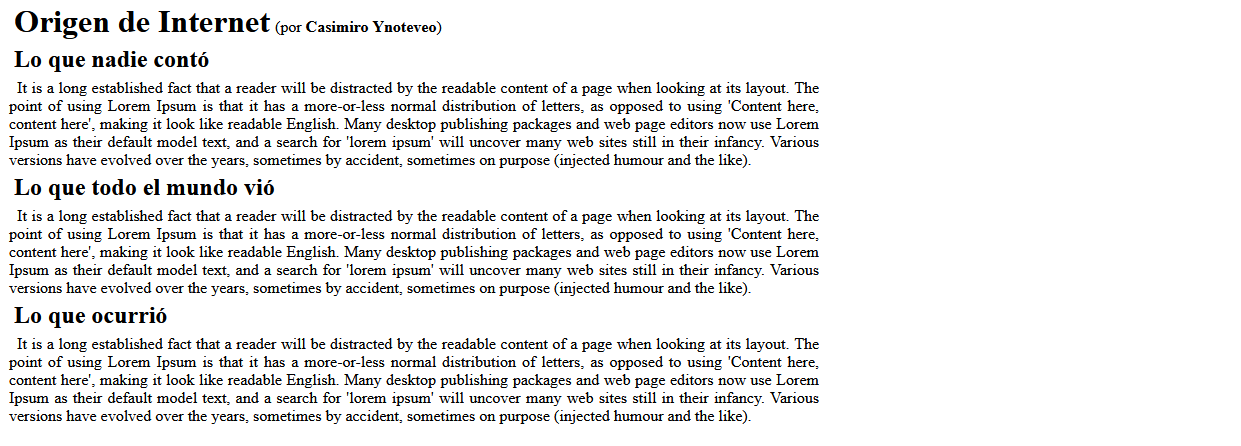 Origen de Internet (por Casimiro Ynoteveo)
Lo que nadie contó
It is a long established fact that a reader will be distracted by the readable content of a page when looking at its layout. The
point of using Lorem Ipsum is that it has a more-or-less normal distribution of letters, as opposed to using 'Content here,
content here', making it look like readable English. Many desktop publishing packages and web page editors now use Lorem
Ipsum as their default model text, and a search for 'lorem ipsum' will uncover many web sites still in their infancy. Various
versions have evolved over the years, sometimes by accident, sometimes on purpose (injected humour and the like).
Lo que todo el mundo vió
It is a long established fact that a reader will be distracted by the readable content of a page when looking at its layout. The
point of using Lorem Ipsum is that it has a more-or-less normal distribution of letters, as opposed to using 'Content here,
content here', making it look like readable English. Many desktop publishing packages and web page editors now use Lorem
Ipsum as their default model text, and a search for 'lorem ipsum' will uncover many web sites still in their infancy. Various
versions have evolved over the years, sometimes by accident, sometimes on purpose (injected humour and the like).
Lo que ocurrió
It is a long established fact that a reader will be distracted by the readable content of a page when looking at its layout. The
point of using Lorem Ipsum is that it has a more-or-less normal distribution of letters, as opposed to using 'Content here,
content here', making it look like readable English. Many desktop publishing packages and web page editors now use Lorem
Ipsum as their default model text, and a search for 'lorem ipsum' will uncover many web sites still in their infancy. Various
versions have evolved over the years, sometimes by accident, sometimes on purpose (injected humour and the like).